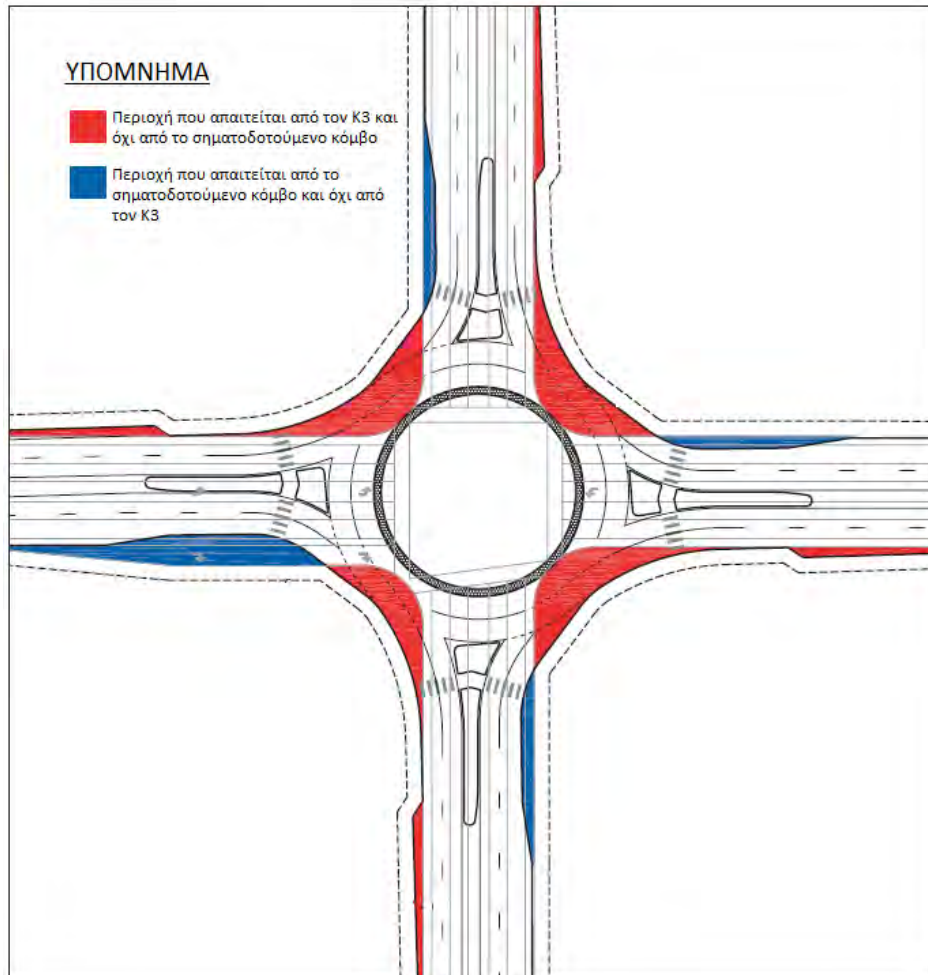 ΥΠΟΜΝΗΜΑ
Περιοχή που απαιτείται από τον Κ3 και
όχι από το σηματοδοτούμενο κόμβο
Περιοχή που απαιτείται από το
σηματοδοτούμενο κόμβο και όχι από
τον Κ3